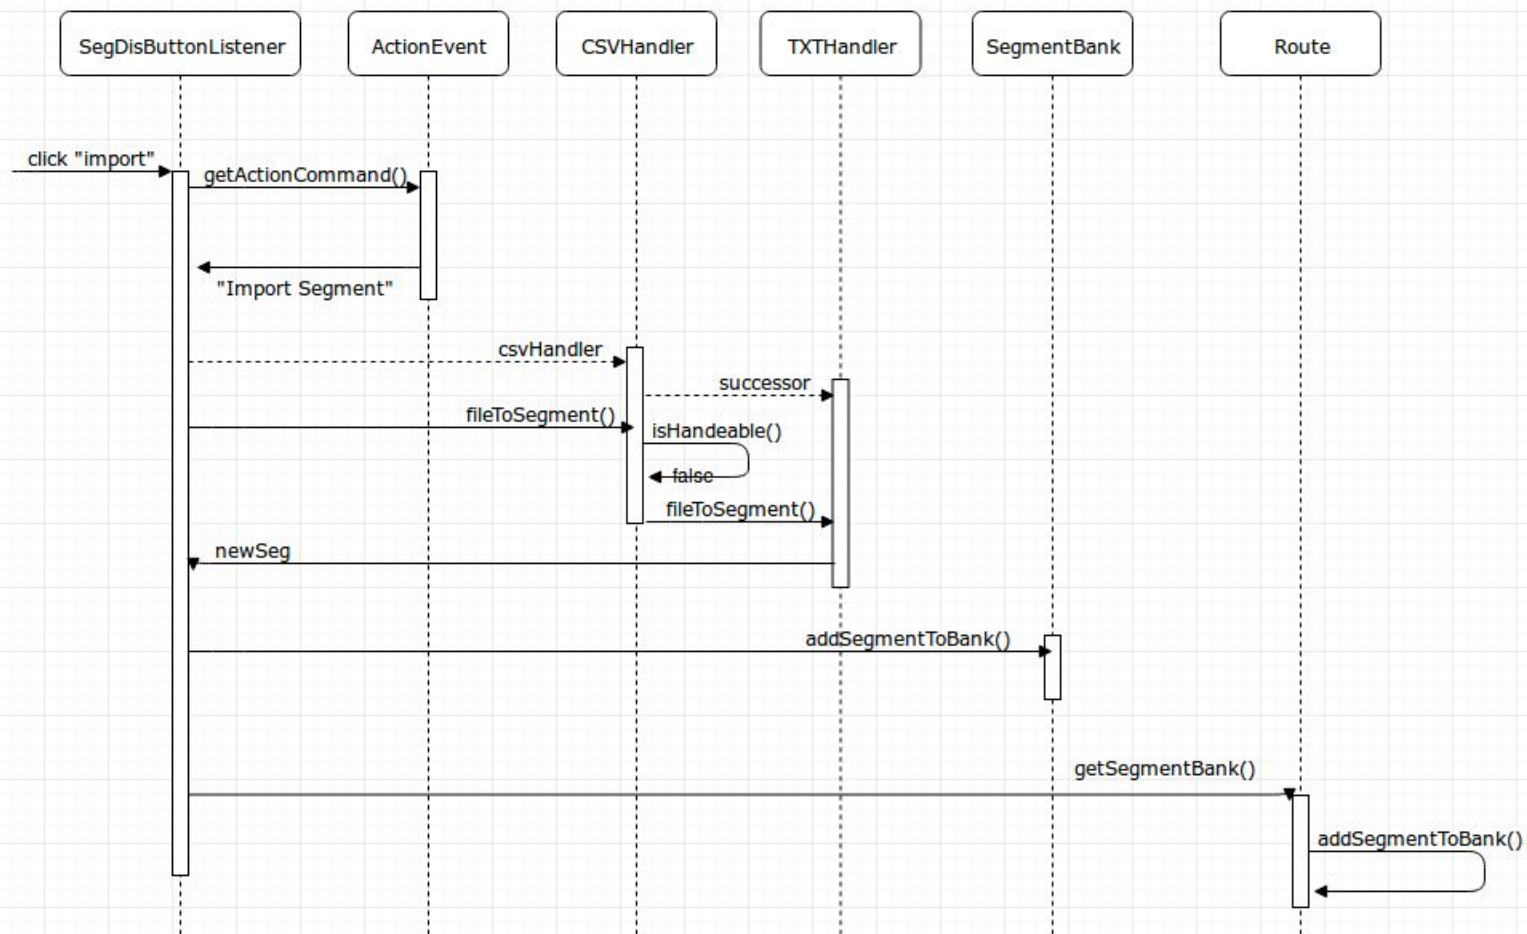 SegDisButtonListener
ActionEvent
CSVHandler
TXTHandler
SegmentBank
Route
click "import"
getActionCommand()
"Import Segment"
csvHandler
successor
fileToSegment()
isHandeable()
false
fileToSegment()
newSeg
addSegmentToBank()
getSegmentBank()
addSegmentToBank()